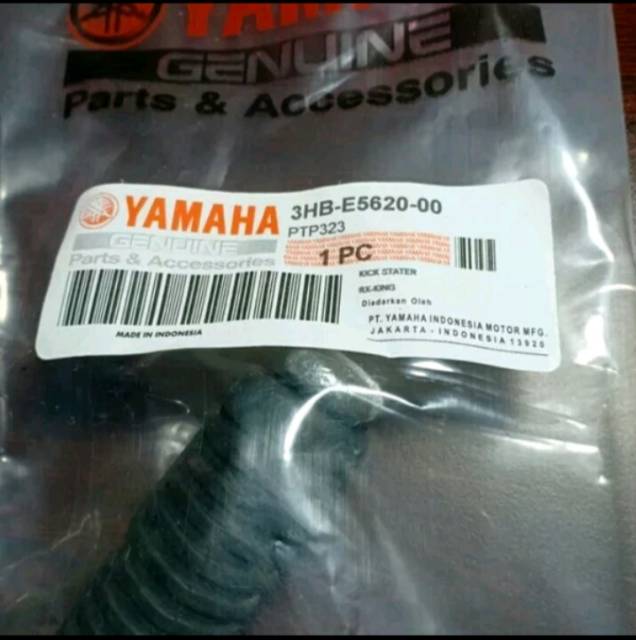 YAMAHA
GENUINE
Parts & Accessories
YAMAHA
GENUINE
Parts & Accessories
MADE IN INDONESIA
3HB-E5620-00
PTP323
1 PC
KICK STATER
RX-KING
Diedarkan Oleh
PT. YAMAHA INDONESIA MOTOR MFG.
JAKARTA - INDONESIA 13920